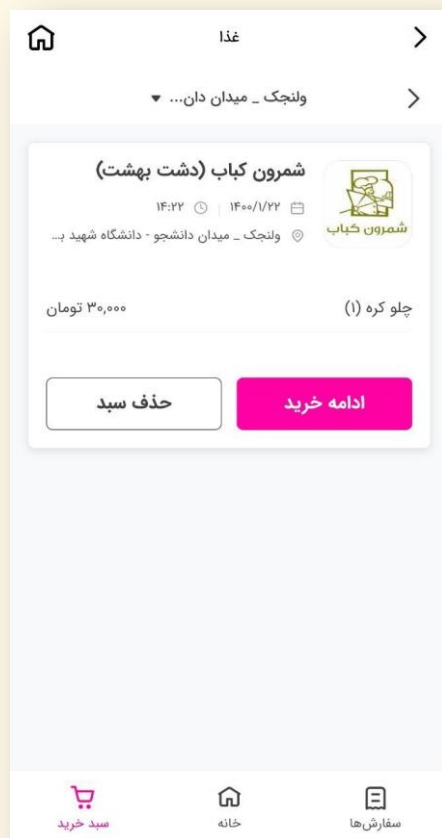 غذا
ولنجک _ میدان دان...
شمرون کباب (دشت بهشت)
۱۴۰۰/۱/۲۲ ۱۴:۲۲
ولنجک _ میدان دانشجو - دانشگاه شهید ب...
شمرون کباب
چلو کره (۱) ۳۰,۰۰۰ تومان
ادامه خرید حذف سبد
سفارش‌ها خانه سبد خرید